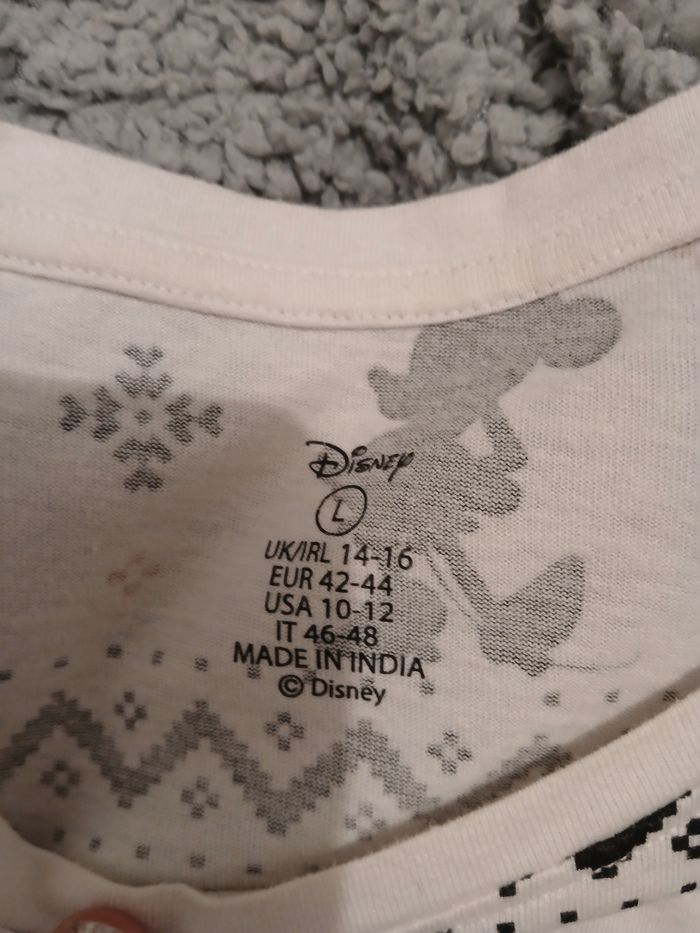 Disney
L
UK/IRL 14-16
EUR 42-44
USA 10-12
IT 46-48
MADE IN INDIA
© Disney